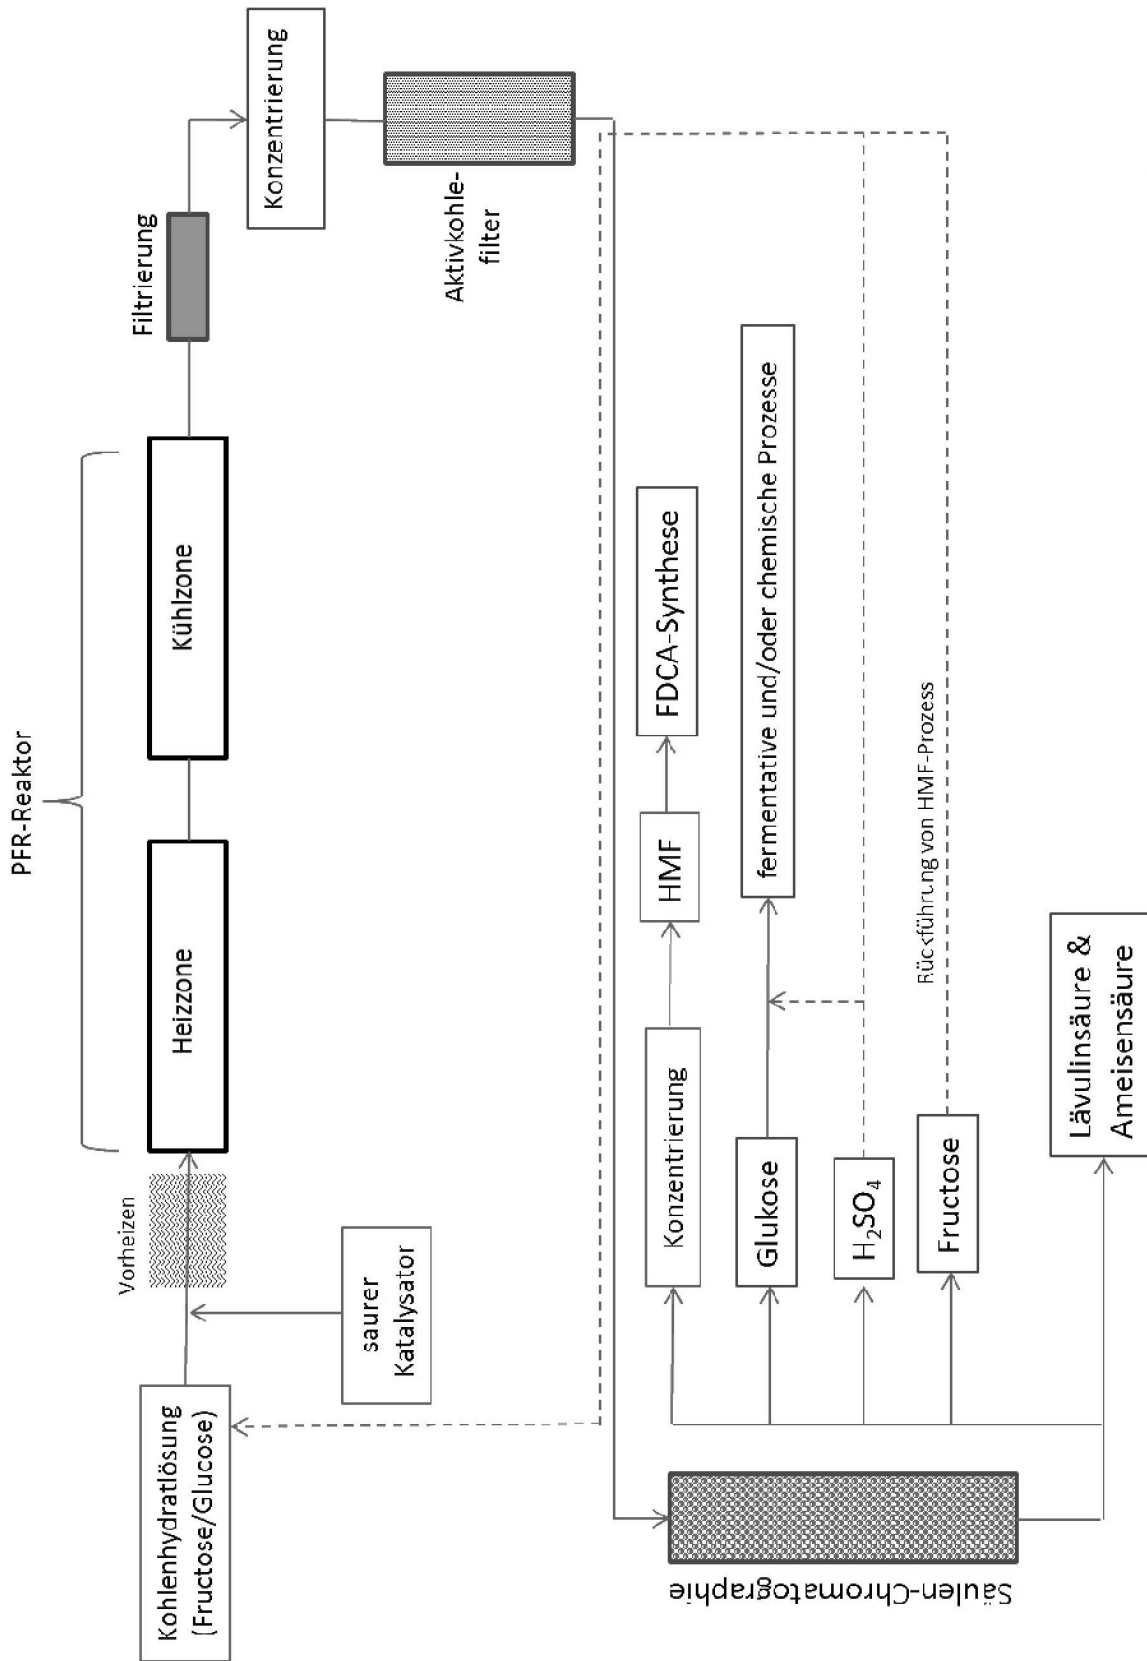 PFR-Reaktor
Vorheizen
Heizzone
Kühlzone
Filtrierung
Kohlenhydratlösung
(Fructose/Glucose)
saurer
Katalysator
Konzentrierung
Aktivkohle-
filter
Säulen-Chromatographie
Konzentrierung
HMF
FDCA-Synthese
Glukose
fermentative und/oder chemische Prozesse
H₂SO₄
Fructose
Rückführung von HMF-Prozess
Lävulinsäure &
Ameisensäure